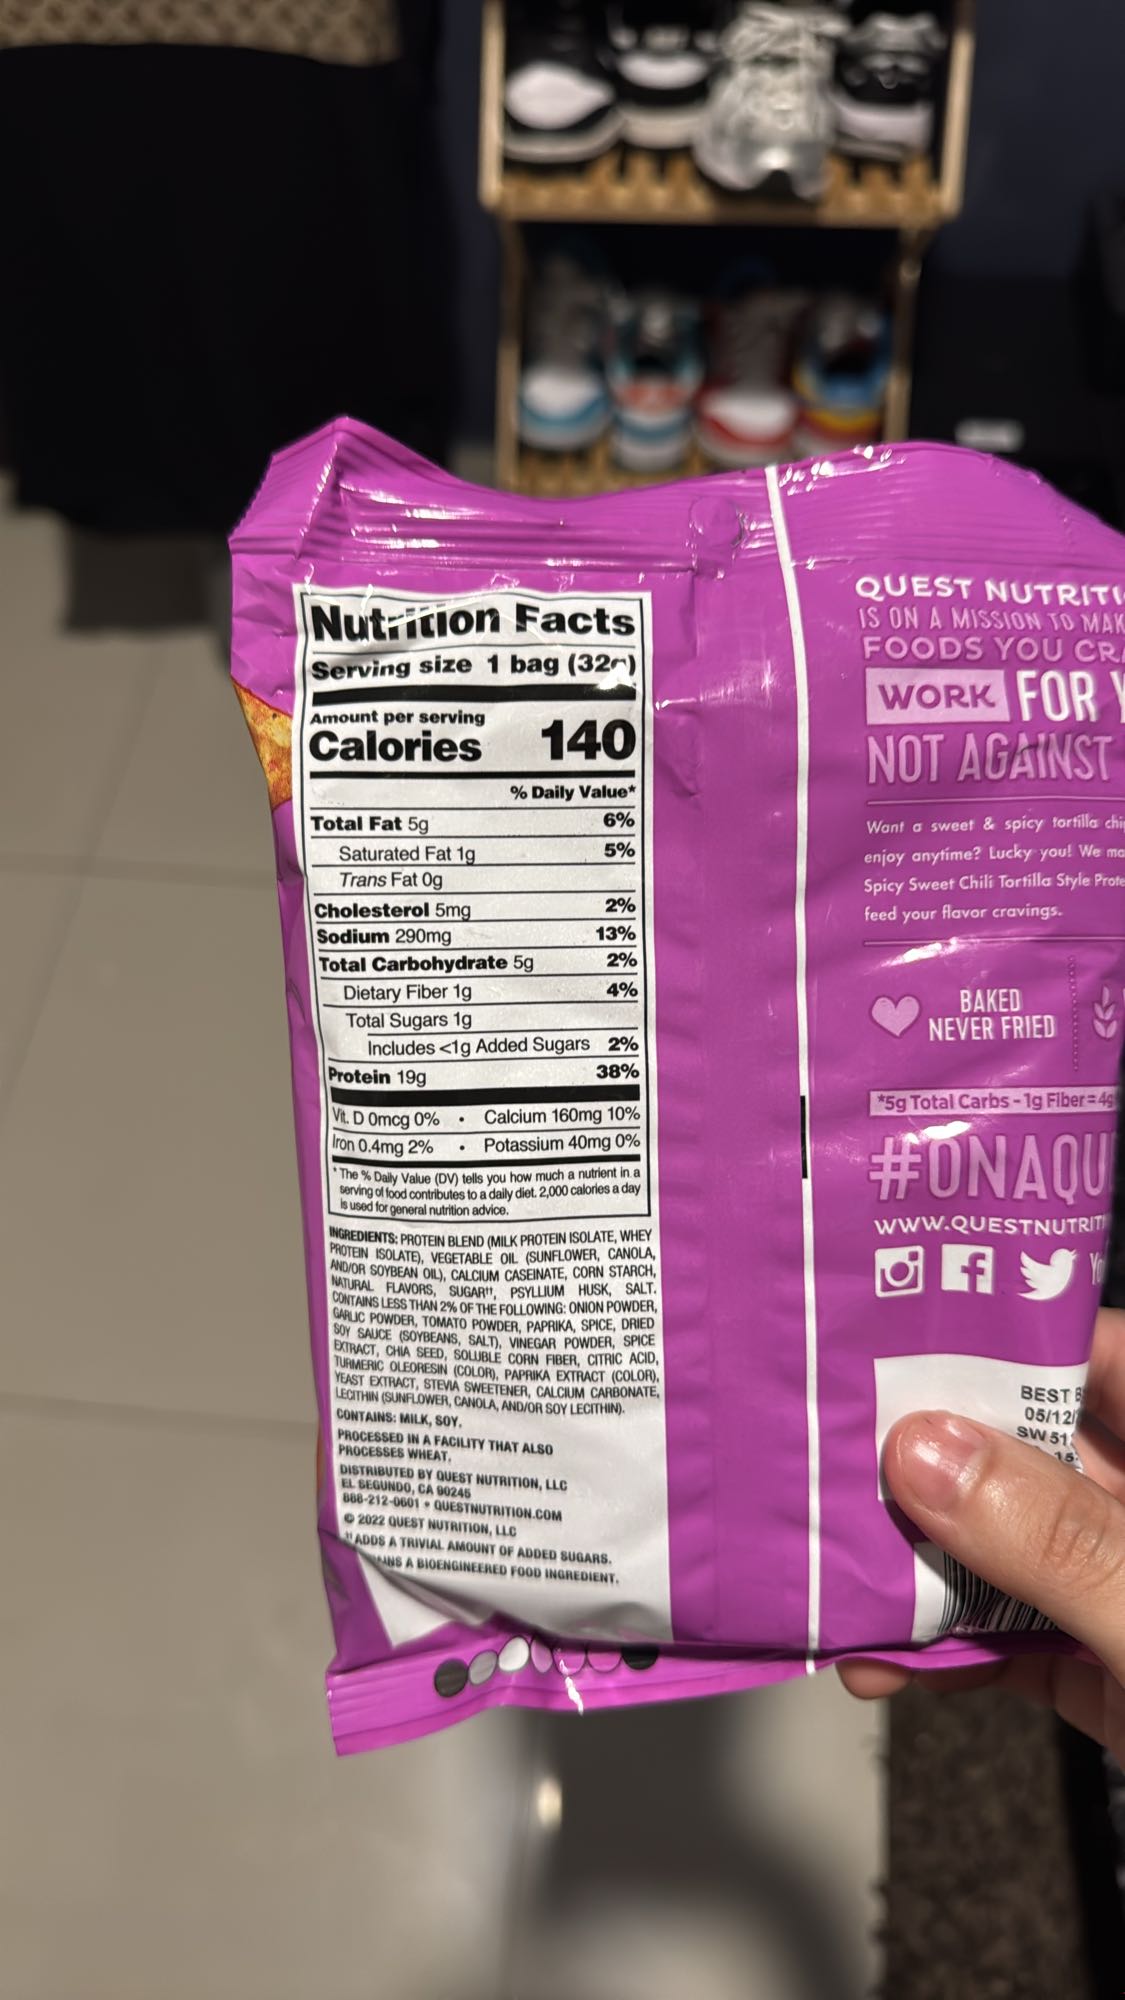 Nutrition Facts
Serving size 1 bag (32g)
Amount per serving
Calories 140
% Daily Value*
Total Fat 5g 6%
Saturated Fat 1g 5%
Trans Fat 0g
Cholesterol 5mg 2%
Sodium 290mg 13%
Total Carbohydrate 5g 2%
Dietary Fiber 1g 4%
Total Sugars 1g
Includes <1g Added Sugars 2%
Protein 19g 38%
Vit. D 0mcg 0% • Calcium 160mg 10%
Iron 0.4mg 2% • Potassium 40mg 0%
*The % Daily Value (DV) tells you how much a nutrient in a
serving of food contributes to a daily diet. 2,000 calories a day
is used for general nutrition advice.
INGREDIENTS: PROTEIN BLEND (MILK PROTEIN ISOLATE, WHEY
PROTEIN ISOLATE), VEGETABLE OIL (SUNFLOWER, CANOLA,
AND/OR SOYBEAN OIL), CALCIUM CASEINATE, CORN STARCH,
NATURAL FLAVORS, SUGAR††, PSYLLIUM HUSK, SALT.
CONTAINS LESS THAN 2% OF THE FOLLOWING: ONION POWDER,
GARLIC POWDER, TOMATO POWDER, PAPRIKA, SPICE, DRIED
SOY SAUCE (SOYBEANS, SALT), VINEGAR POWDER, SPICE
EXTRACT, CHIA SEED, SOLUBLE CORN FIBER, CITRIC ACID,
TURMERIC OLEORESIN (COLOR), PAPRIKA EXTRACT (COLOR),
YEAST EXTRACT, STEVIA SWEETENER, CALCIUM CARBONATE,
LECITHIN (SUNFLOWER, CANOLA, AND/OR SOY LECITHIN).
CONTAINS: MILK, SOY.
PROCESSED IN A FACILITY THAT ALSO
PROCESSES WHEAT.
DISTRIBUTED BY QUEST NUTRITION, LLC
EL SEGUNDO, CA 90245
888-212-0601 • QUESTNUTRITION.COM
© 2022 QUEST NUTRITION, LLC
††ADDS A TRIVIAL AMOUNT OF ADDED SUGARS.
A BIOENGINEERED FOOD INGREDIENT.
QUEST NUTRITI
IS ON A MISSION TO MAK
FOODS YOU CR
WORK FOR Y
NOT AGAINST
Want a sweet & spicy tortilla chi
enjoy anytime? Lucky you! We ma
Spicy Sweet Chili Tortilla Style Prote
feed your flavor cravings.
BAKED
NEVER FRIED
*5g Total Carbs - 1g Fiber = 4g
#ONAQU
WWW.QUESTNUTRIT
BEST B
05/12/
SW 51
15